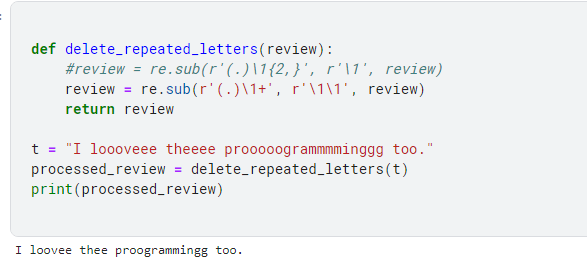 def delete_repeated_letters(review):
    #review = re.sub(r'(.)\1{2,}', r'\1', review)
    review = re.sub(r'(.)\1+', r'\1\1', review)
    return review
t = "I loooveee theeee prooooogrammmminggg too."
processed_review = delete_repeated_letters(t)
print(processed_review)
I loovee thee proogrammingg too.